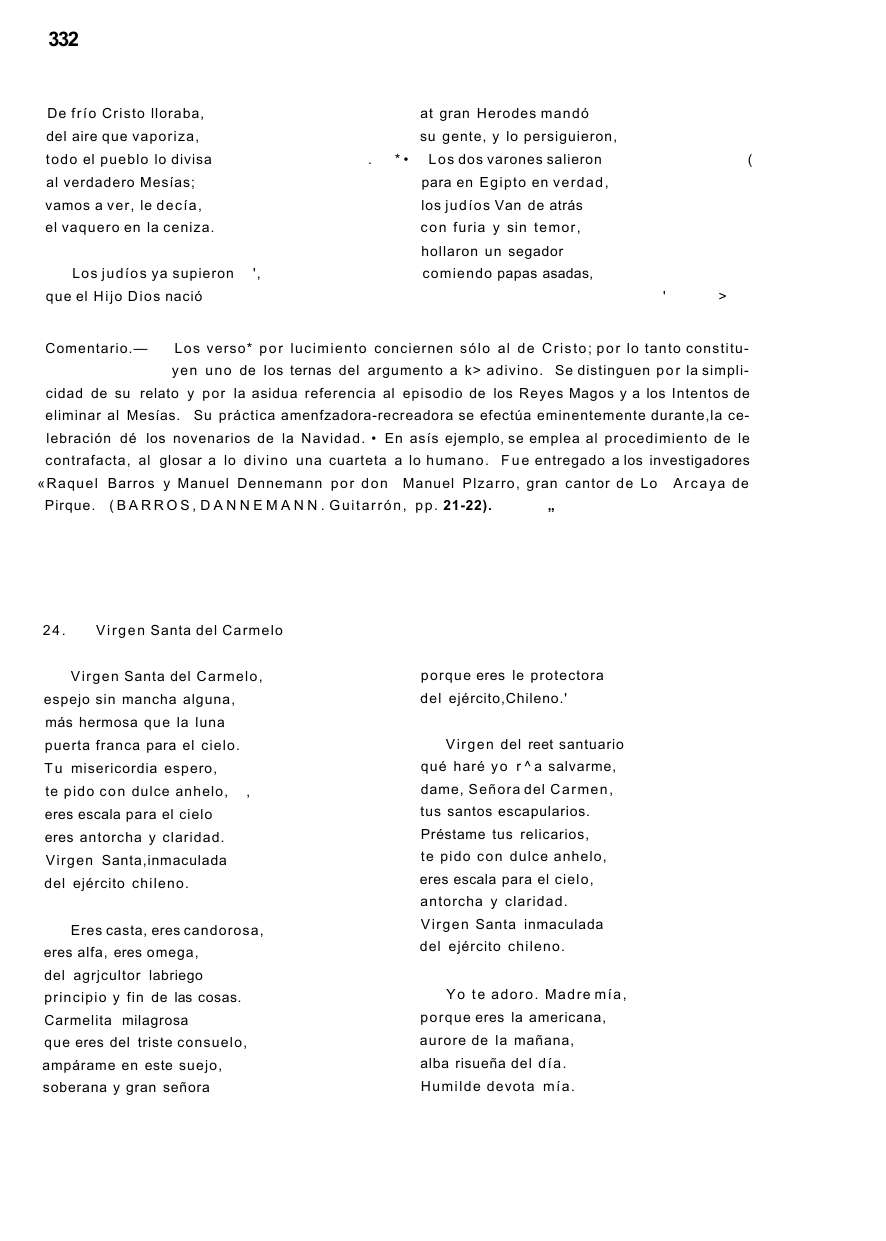 332
De frío Cristo lloraba,
del aire que vaporiza,
todo el pueblo lo divisa
al verdadero Mesías;
vamos a ver, le decía,
el vaquero en la ceniza.
Los judíos ya supieron ',
que el Hijo Dios nació
at gran Herodes mandó
su gente, y lo persiguieron,
. * • Los dos varones salieron (
para en Egipto en verdad,
los judíos Van de atrás
con furia y sin temor,
hollaron un segador
comiendo papas asadas,
' >
Comentario.— Los verso* por lucimiento conciernen sólo al de Cristo; por lo tanto constitu-
yen uno de los ternas del argumento a k> adivino. Se distinguen por la simpli-
cidad de su relato y por la asidua referencia al episodio de los Reyes Magos y a los Intentos de
eliminar al Mesías. Su práctica amenfzadora-recreadora se efectúa eminentemente durante,la ce-
lebración dé los novenarios de la Navidad. • En asís ejemplo, se emplea al procedimiento de le
contrafacta, al glosar a lo divino una cuarteta a lo humano. Fue entregado a los investigadores
«Raquel Barros y Manuel Dennemann por don Manuel Plzarro, gran cantor de Lo Arcaya de
Pirque. (BARROS, DANNEMANN. Guitarrón, pp. 21-22). „
24. Virgen Santa del Carmelo
Virgen Santa del Carmelo,
espejo sin mancha alguna,
más hermosa que la luna
puerta franca para el cielo.
Tu misericordia espero,
te pido con dulce anhelo, ,
eres escala para el cielo
eres antorcha y claridad.
Virgen Santa,inmaculada
del ejército chileno.
Eres casta, eres candorosa,
eres alfa, eres omega,
del agrjcultor labriego
principio y fin de las cosas.
Carmelita milagrosa
que eres del triste consuelo,
ampárame en este suejo,
soberana y gran señora
porque eres le protectora
del ejército,Chileno.'
Virgen del reet santuario
qué haré yo r^a salvarme,
dame, Señora del Carmen,
tus santos escapularios.
Préstame tus relicarios,
te pido con dulce anhelo,
eres escala para el cielo,
antorcha y claridad.
Virgen Santa inmaculada
del ejército chileno.
Yo te adoro. Madre mía,
porque eres la americana,
aurore de la mañana,
alba risueña del día.
Humilde devota mía.